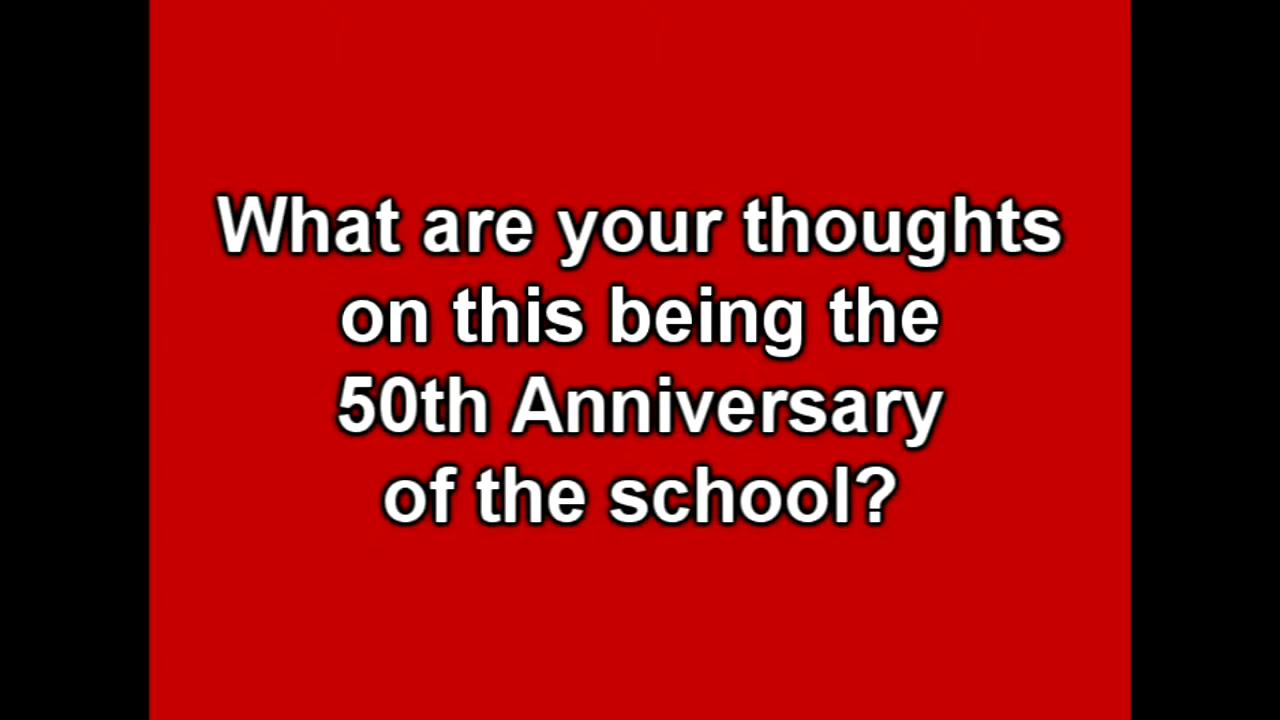 What are your thoughts
on this being the
50th Anniversary
of the school?